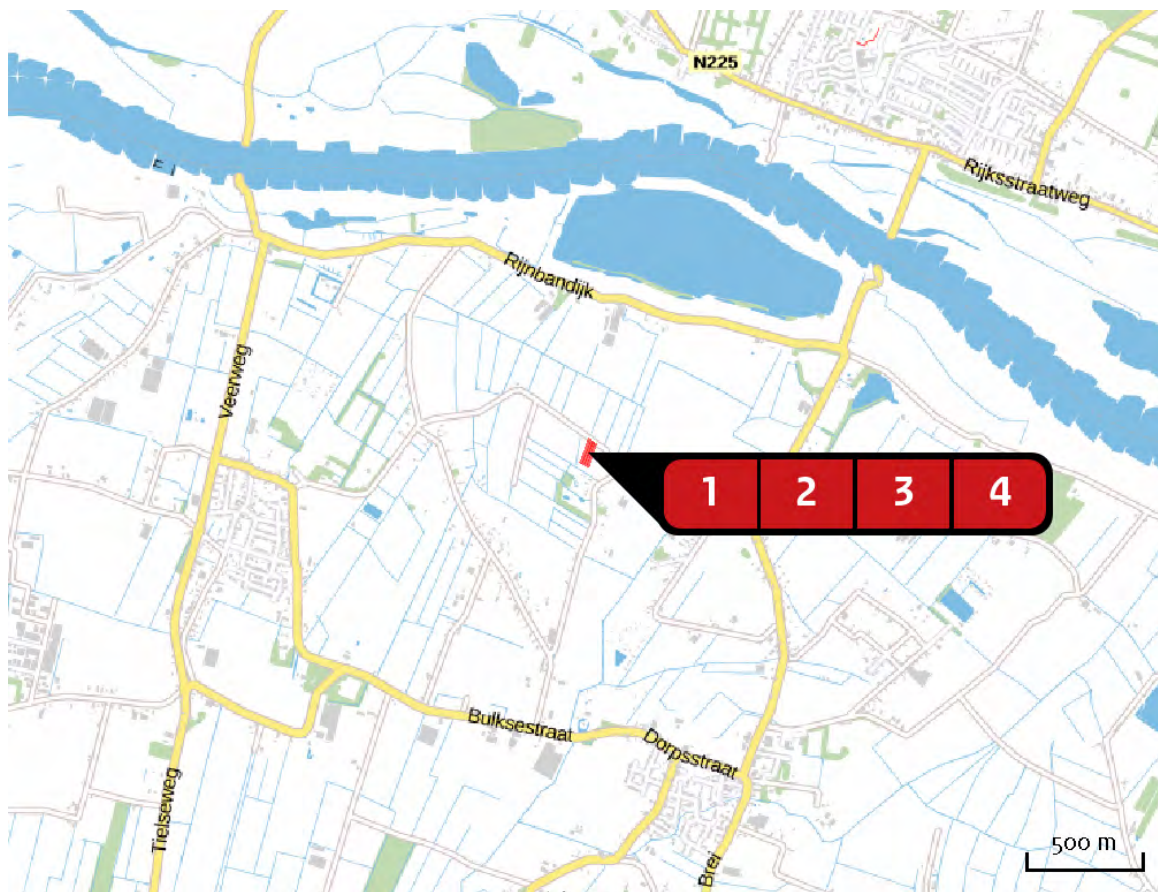 N225
Rijksstraatweg
Rijnbandijk
Veerweg
1 2 3 4
Bulksestraat
Dorpsstraat
Tielseweg
Brei
500 m